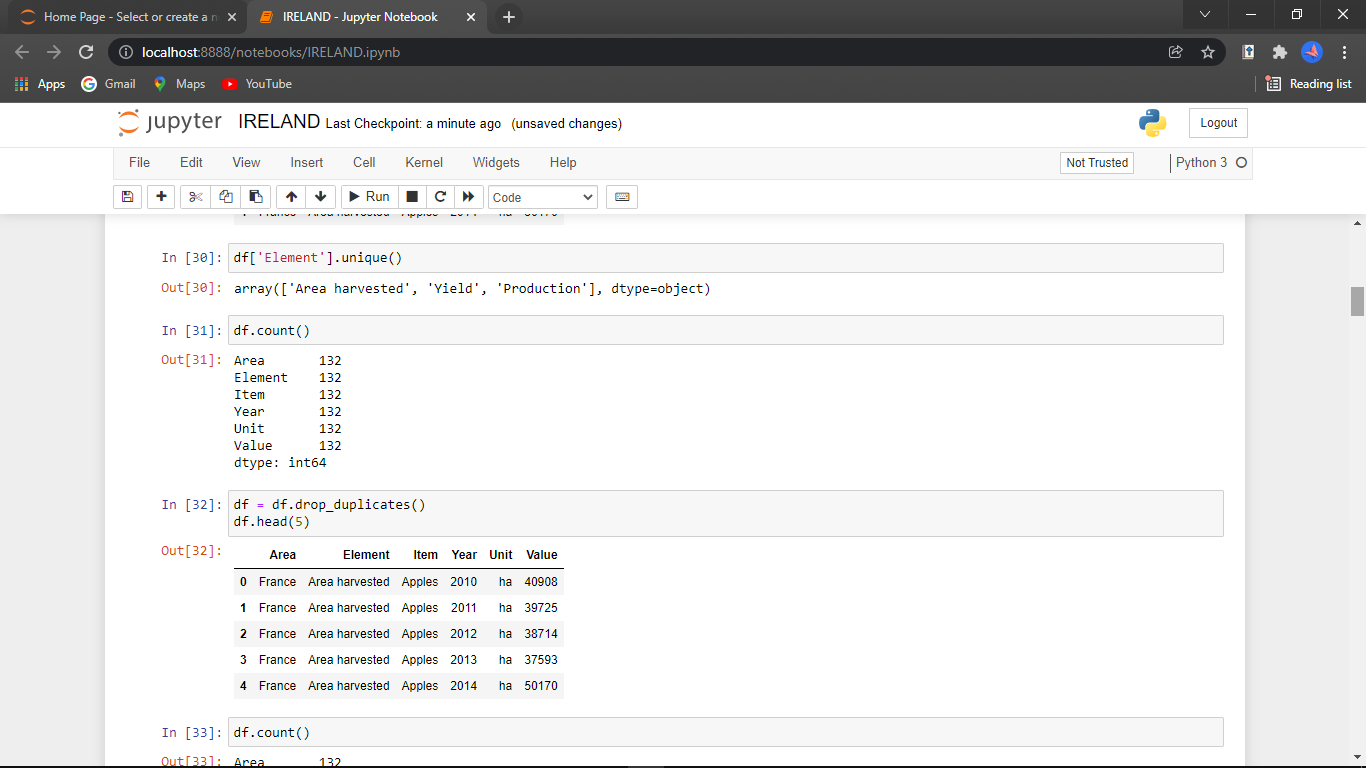 Home Page - Select or create a n
IRELAND - Jupyter Notebook
localhost:8888/notebooks/IRELAND.ipynb
Apps Gmail Maps YouTube Reading list
jupyter IRELAND Last Checkpoint: a minute ago (unsaved changes) Logout
File Edit View Insert Cell Kernel Widgets Help Not Trusted Python 3
Run Code
In [30]: df['Element'].unique()
Out[30]: array(['Area harvested', 'Yield', 'Production'], dtype=object)
In [31]: df.count()
Out[31]: Area 132
Element 132
Item 132
Year 132
Unit 132
Value 132
dtype: int64
In [32]: df = df.drop_duplicates()
df.head(5)
Out[32]:
Area Element Item Year Unit Value
0 France Area harvested Apples 2010 ha 40908
1 France Area harvested Apples 2011 ha 39725
2 France Area harvested Apples 2012 ha 38714
3 France Area harvested Apples 2013 ha 37593
4 France Area harvested Apples 2014 ha 50170
In [33]: df.count()
Out[33]: Area 132